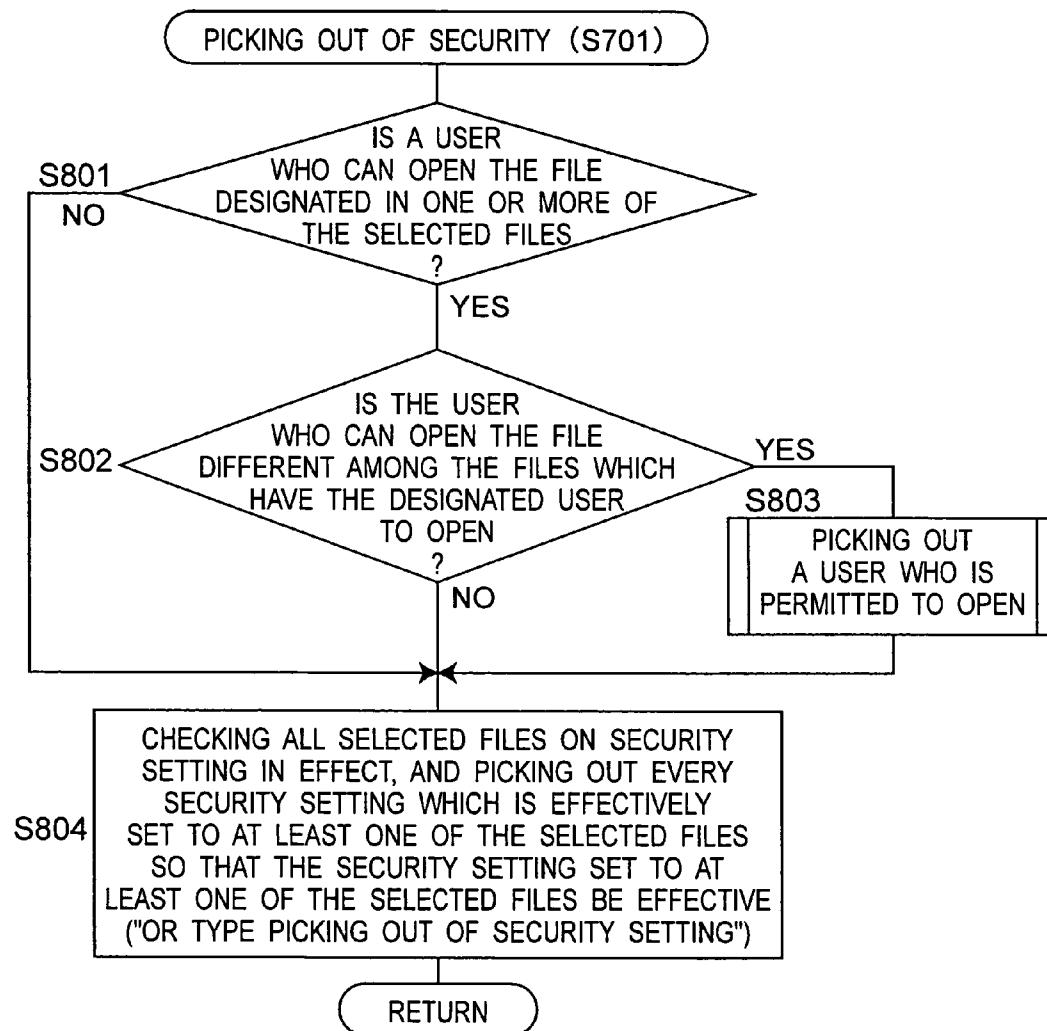 PICKING OUT OF SECURITY (S701)
IS A USER
WHO CAN OPEN THE FILE
DESIGNATED IN ONE OR MORE OF
THE SELECTED FILES
?
S801
NO
YES
IS THE USER
WHO CAN OPEN THE FILE
DIFFERENT AMONG THE FILES WHICH
HAVE THE DESIGNATED USER
TO OPEN
?
S802
YES
NO
S803
PICKING OUT
A USER WHO IS
PERMITTED TO OPEN
S804
CHECKING ALL SELECTED FILES ON SECURITY
SETTING IN EFFECT, AND PICKING OUT EVERY
SECURITY SETTING WHICH IS EFFECTIVELY
SET TO AT LEAST ONE OF THE SELECTED FILES
SO THAT THE SECURITY SETTING SET TO AT
LEAST ONE OF THE SELECTED FILES BE EFFECTIVE
("OR TYPE PICKING OUT OF SECURITY SETTING")
RETURN